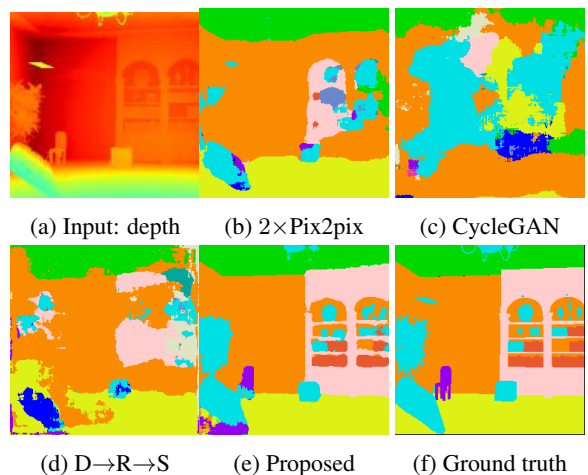 (a) Input: depth
(b) 2×Pix2pix
(c) CycleGAN
(d) D→R→S
(e) Proposed
(f) Ground truth